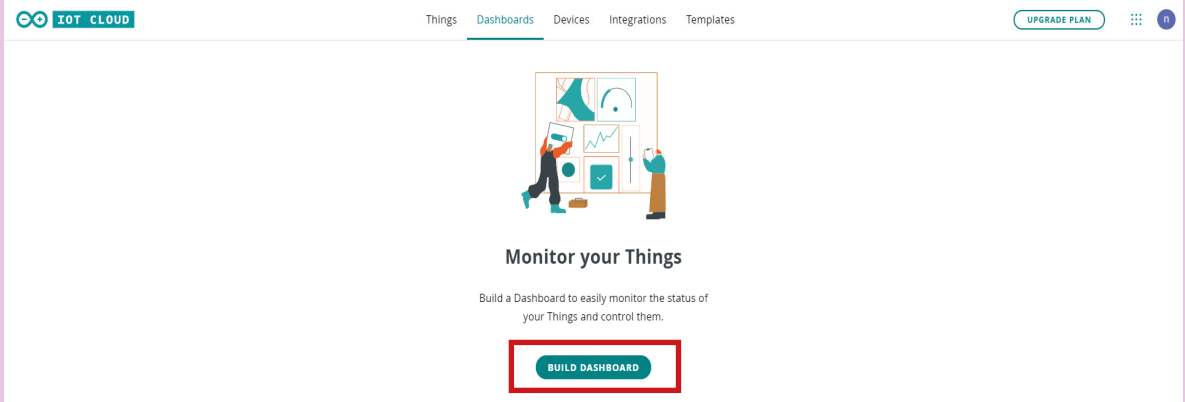 IOT CLOUD
Things Dashboards Devices Integrations Templates
UPGRADE PLAN
n
Monitor your Things
Build a Dashboard to easily monitor the status of
your Things and control them.
BUILD DASHBOARD